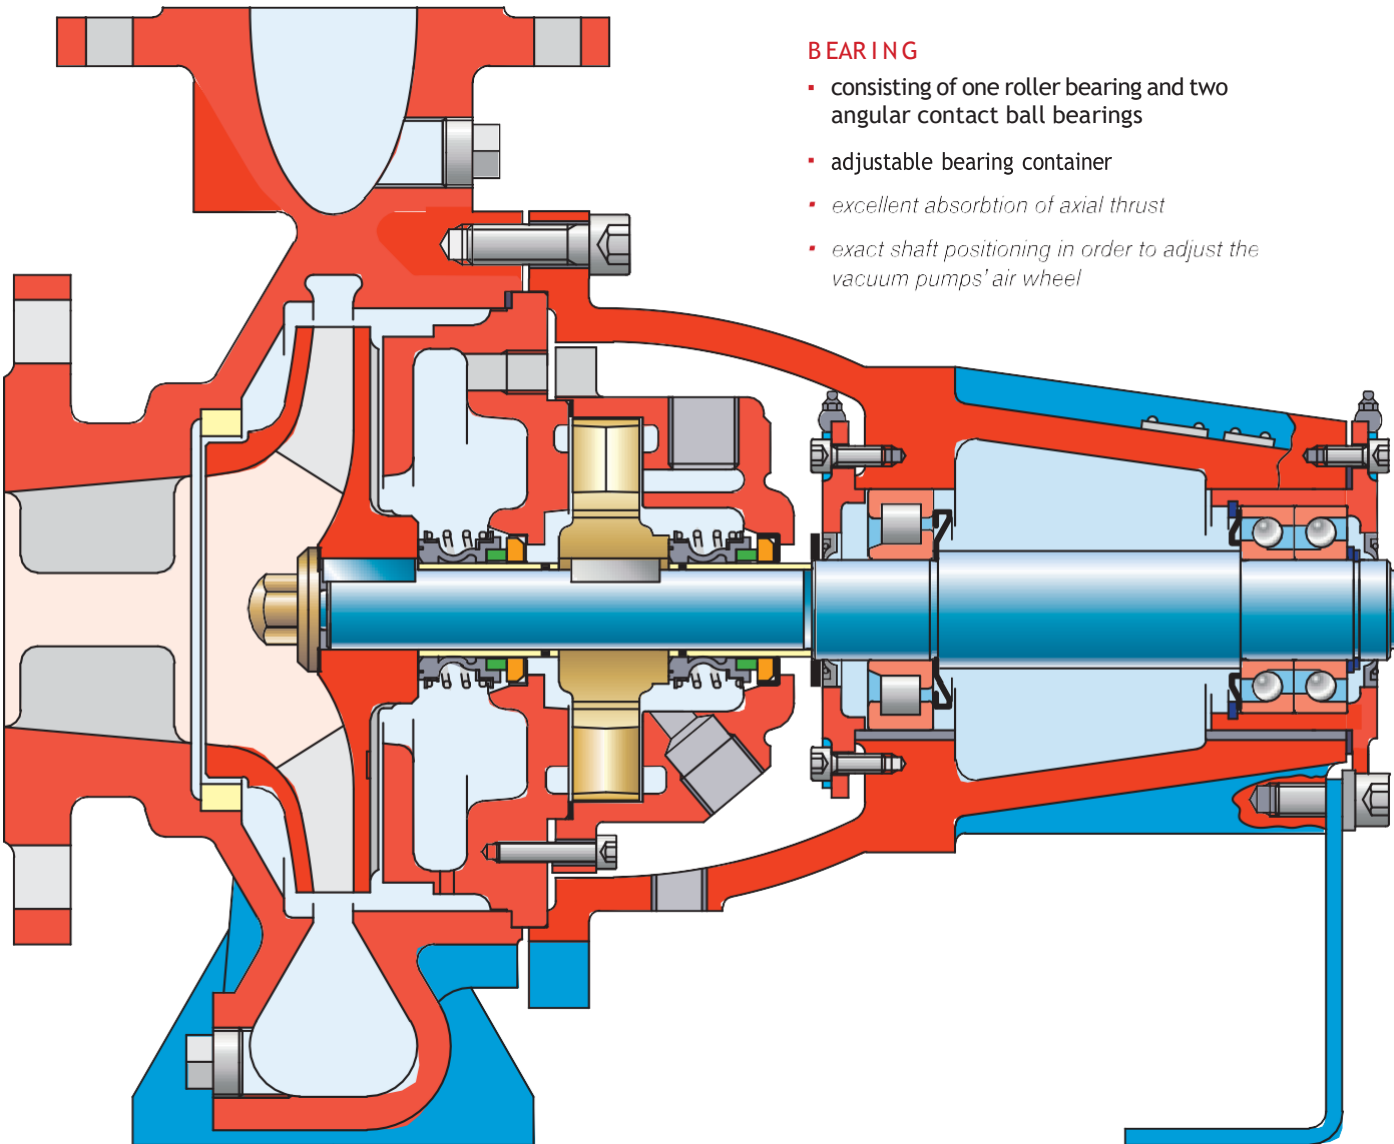 BEARING
▪ consisting of one roller bearing and two
angular contact ball bearings
▪ adjustable bearing container
▪ excellent absorbtion of axial thrust
▪ exact shaft positioning in order to adjust the
vacuum pumps’ air wheel